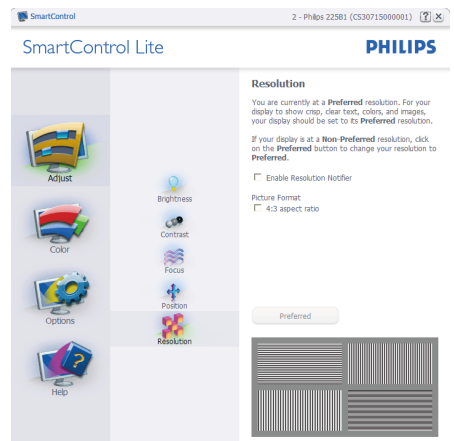 SmartControl
2 - Philips 225B1 (CS30715000001)
? X
SmartControl Lite
PHILIPS
Adjust
Color
Options
Help
Brightness
Contrast
Focus
Position
Resolution
Resolution
You are currently at a Preferred resolution. For your
display to show crisp, clear text, colors, and images,
your display should be set to its Preferred resolution.
If your display is at a Non-Preferred resolution, click
on the Preferred button to change your resolution to
Preferred.
Enable Resolution Notifier
Picture Format
4:3 aspect ratio
Preferred